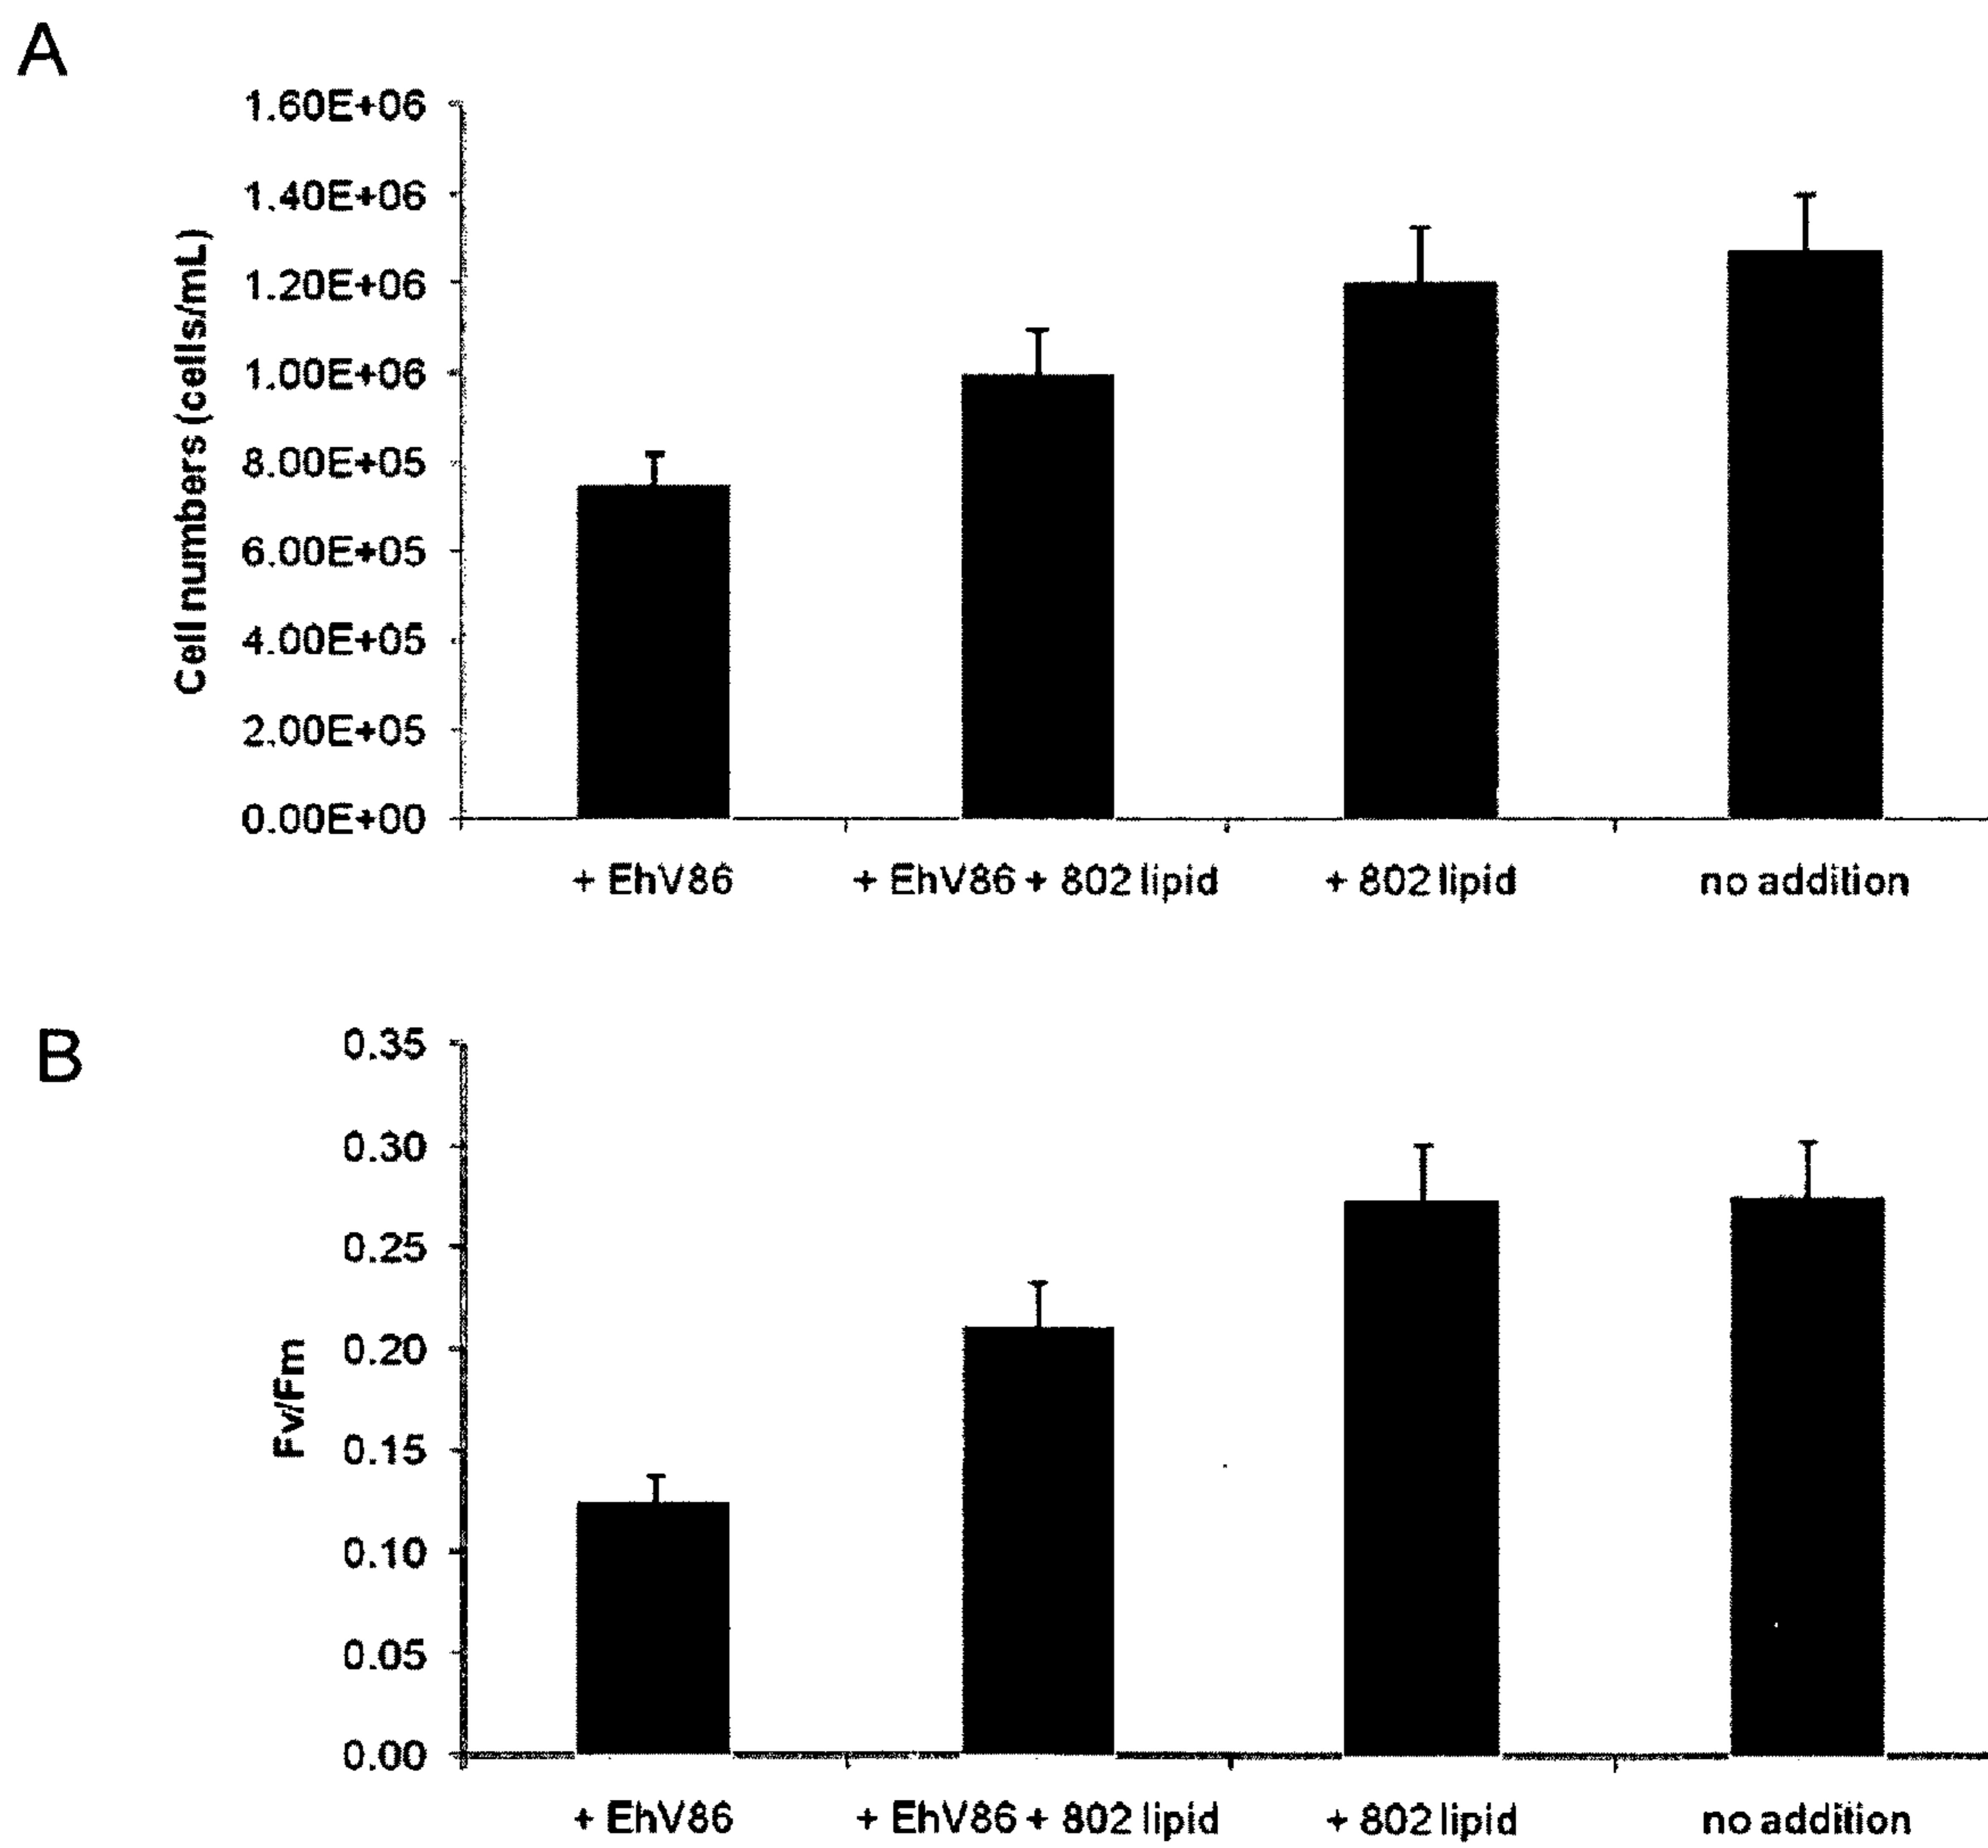 A
1.60E+06
1.40E+06
1.20E+06
1.00E+06
8.00E+05
6.00E+05
4.00E+05
2.00E+05
0.00E+00
Cell numbers (cells/mL)
+ EhV86
+ EhV86 + 802 lipid
+ 802 lipid
no addition
B
0.35
0.30
0.25
0.20
0.15
0.10
0.05
0.00
Fv/Fm
+ EhV86
+ EhV86 + 802 lipid
+ 802 lipid
no addition